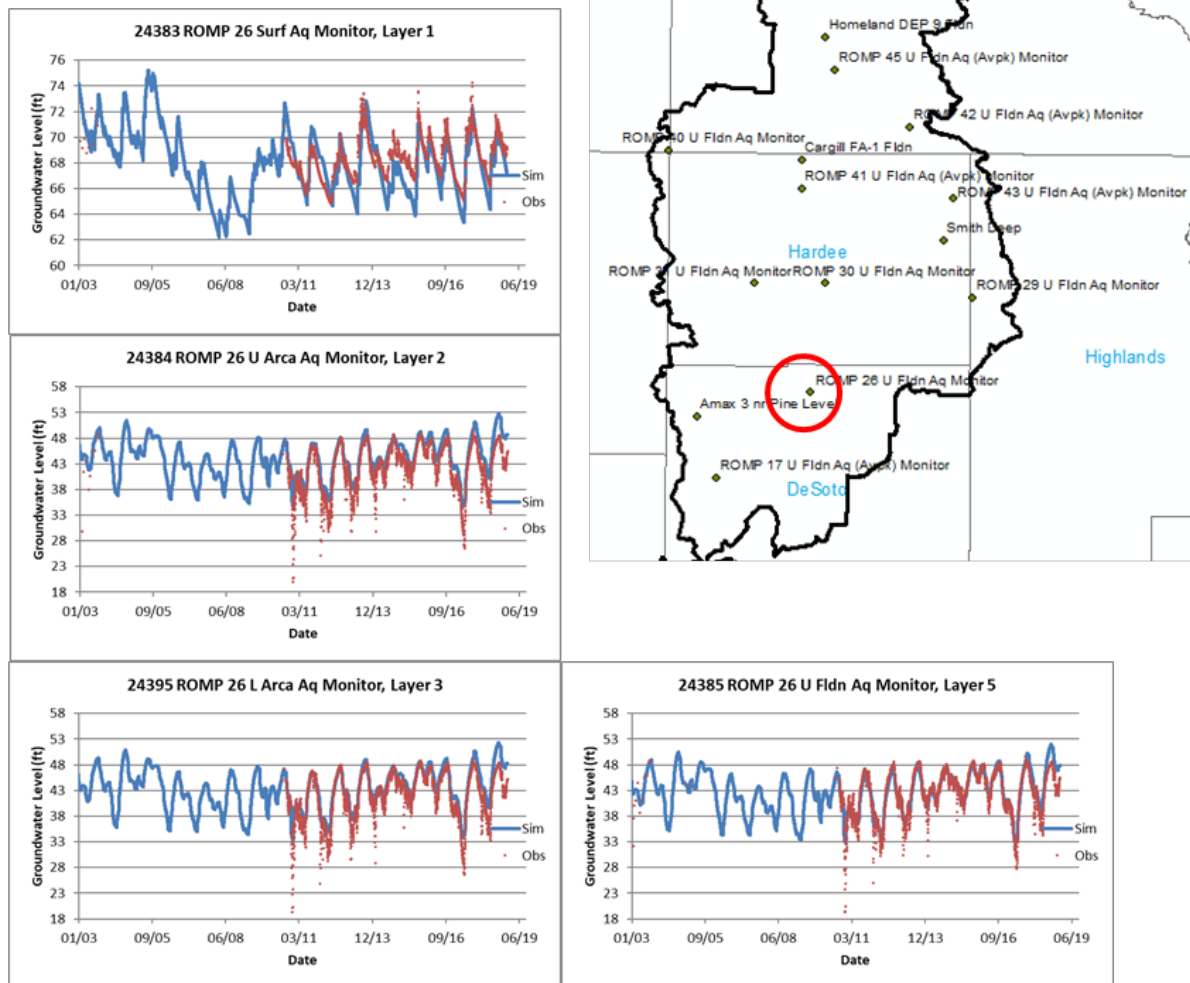 24383 ROMP 26 Surf Aq Monitor, Layer 1
Groundwater Level (ft)
76
74
72
70
68
66
64
62
60
01/03 09/05 06/08 03/11 12/13 09/16 06/19
Date
Sim
Obs
Homeland DEP 9 Fldn
ROMP 45 U Fldn Aq (Avpk) Monitor
ROMP 42 U Fldn Aq (Avpk) Monitor
ROMP 40 U Fldn Aq Monitor
Cargill FA-1 Fldn
ROMP 41 U Fldn Aq (Avpk) Monitor
ROMP 43 U Fldn Aq (Avpk) Monitor
Smith Deep
Hardee
U Fldn Aq Monitor
ROMP 30 U Fldn Aq Monitor
ROMP 29 U Fldn Aq Monitor
Highlands
ROMP 26 U Fldn Aq Monitor
Amax 3 nr Pine Level
ROMP 17 U Fldn Aq (Avpk) Monitor
DeSoto
24384 ROMP 26 U Arca Aq Monitor, Layer 2
Groundwater Level (ft)
58
53
48
43
38
33
28
23
18
01/03 09/05 06/08 03/11 12/13 09/16 06/19
Date
Sim
Obs
24395 ROMP 26 L Arca Aq Monitor, Layer 3
Groundwater Level (ft)
58
53
48
43
38
33
28
23
18
01/03 09/05 06/08 03/11 12/13 09/16 06/19
Date
Sim
Obs
24385 ROMP 26 U Fldn Aq Monitor, Layer 5
Groundwater Level (ft)
58
53
48
43
38
33
28
23
18
01/03 09/05 06/08 03/11 12/13 09/16 06/19
Date
Sim
Obs